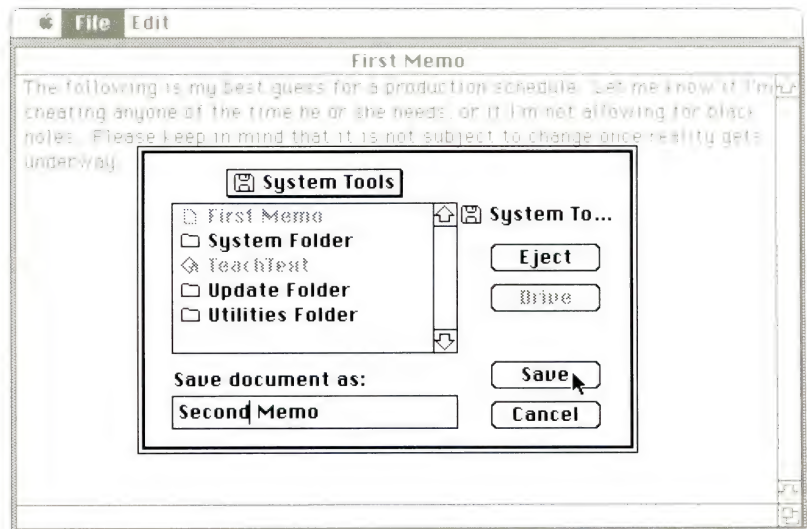 File Edit
First Memo
The following is my best guess for a production schedule. Let me know if I'm
cheating anyone of the time he or she needs, or if I'm not allowing for black
holes. Please keep in mind that it is not subject to change once reality gets
underway.
System Tools
First Memo
System Folder
TeachText
Update Folder
Utilities Folder
System To...
Eject
Drive
Save document as:
Second Memo
Save
Cancel